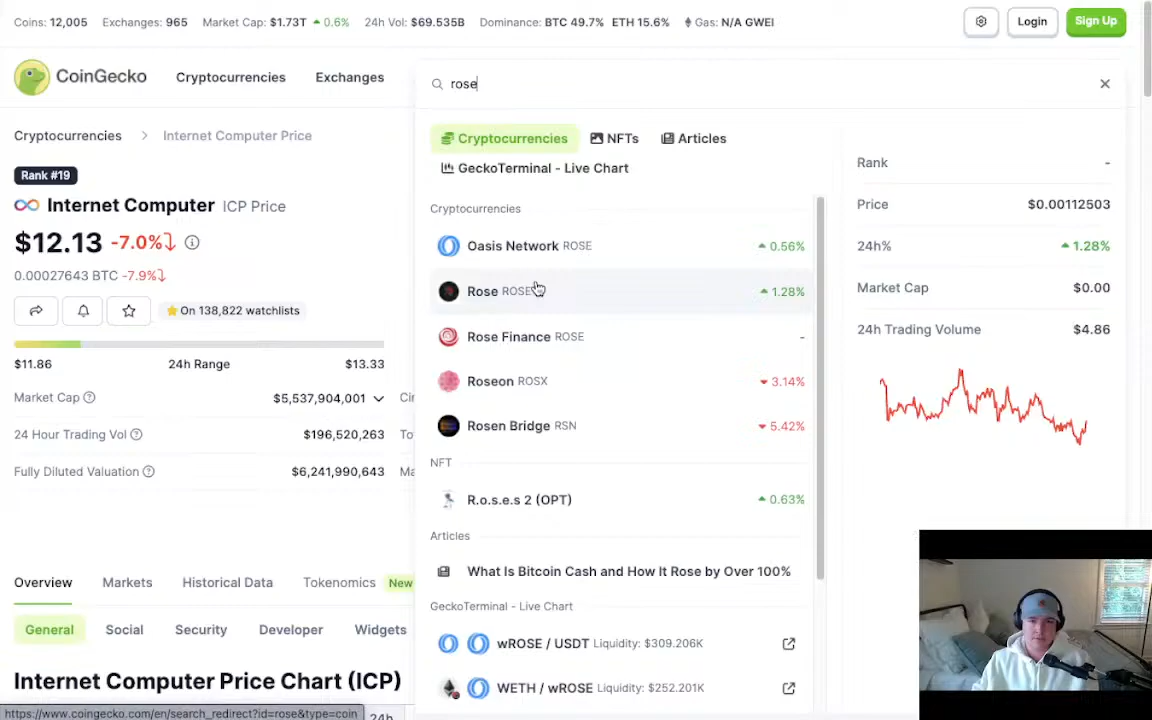 Coins: 12,005 Exchanges: 965 Market Cap: $1.73T 0.6% 24h Vol: $69.535B Dominance: BTC 49.7% ETH 15.6% Gas: N/A GWEI
Login
Sign Up
CoinGecko
Cryptocurrencies
Exchanges
rose
Cryptocurrencies
Internet Computer Price
Rank #19
Internet Computer ICP Price
$12.13 -7.0%
0.00027643 BTC -7.9%
On 138,822 watchlists
$11.86 24h Range $13.33
Market Cap $5,537,904,001 Cir
24 Hour Trading Vol $196,520,263 To
Fully Diluted Valuation $6,241,990,643 Ma
Overview Markets Historical Data Tokenomics New
General Social Security Developer Widgets
Internet Computer Price Chart (ICP)
https://www.coingecko.com/en/search_redirect?id=rose&type=coin
24h
Cryptocurrencies NFTs Articles
GeckoTerminal - Live Chart
Cryptocurrencies
Oasis Network ROSE 0.56%
Rose ROSE 1.28%
Rose Finance ROSE -
Roseon ROSX 3.14%
Rosen Bridge RSN 5.42%
NFT
R.o.s.e.s 2 (OPT) 0.63%
Articles
What Is Bitcoin Cash and How It Rose by Over 100%
GeckoTerminal - Live Chart
wROSE / USDT Liquidity: $309.206K
WETH / wROSE Liquidity: $252.201K
Rank -
Price $0.00112503
24h% 1.28%
Market Cap $0.00
24h Trading Volume $4.86